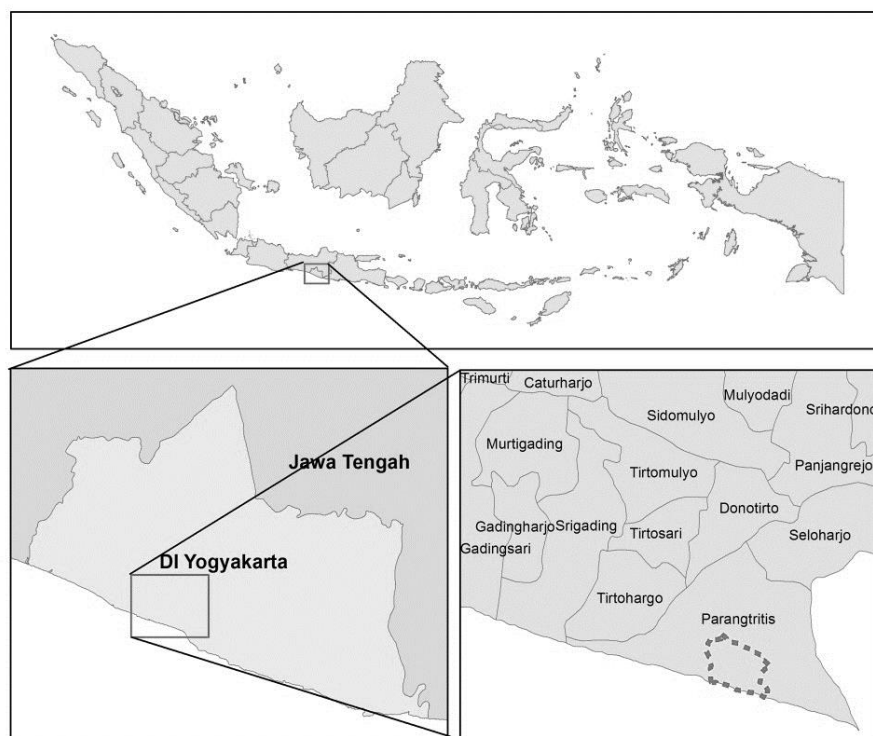 Jawa Tengah
DI Yogyakarta
Trimurti
Caturharjo
Mulyodadi
Sidomulyo
Srihardono
Murtigading
Tirtomulyo
Panjangrejo
Donotirto
Gadingharjo
Srigading
Tirtosari
Seloharjo
Gadingsari
Tirtohargo
Parangtritis